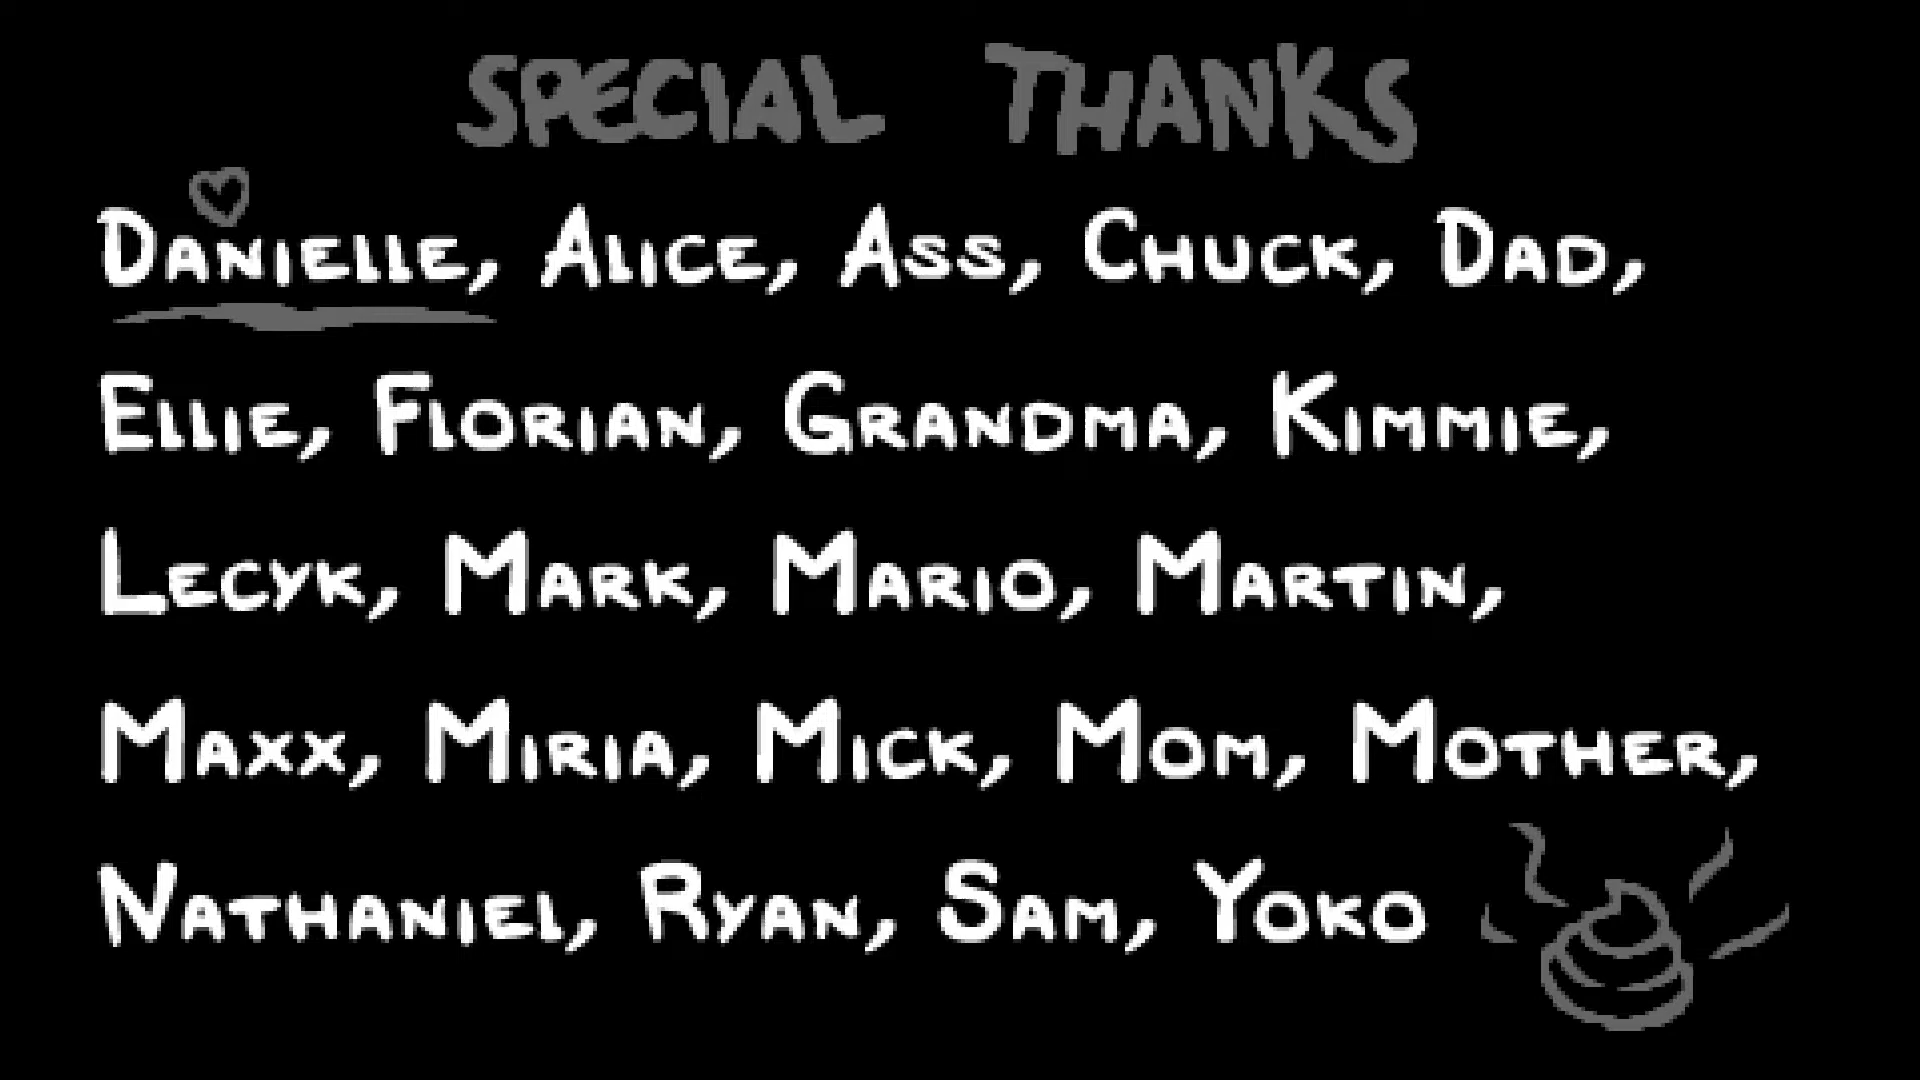 SPECIAL THANKS
DANIELLE, ALICE, ASS, CHUCK, DAD,
ELLIE, FLORIAN, GRANDMA, KIMMIE,
LECYK, MARK, MARIO, MARTIN,
MAXX, MIRIA, MICK, MOM, MOTHER,
NATHANIEL, RYAN, SAM, YOKO